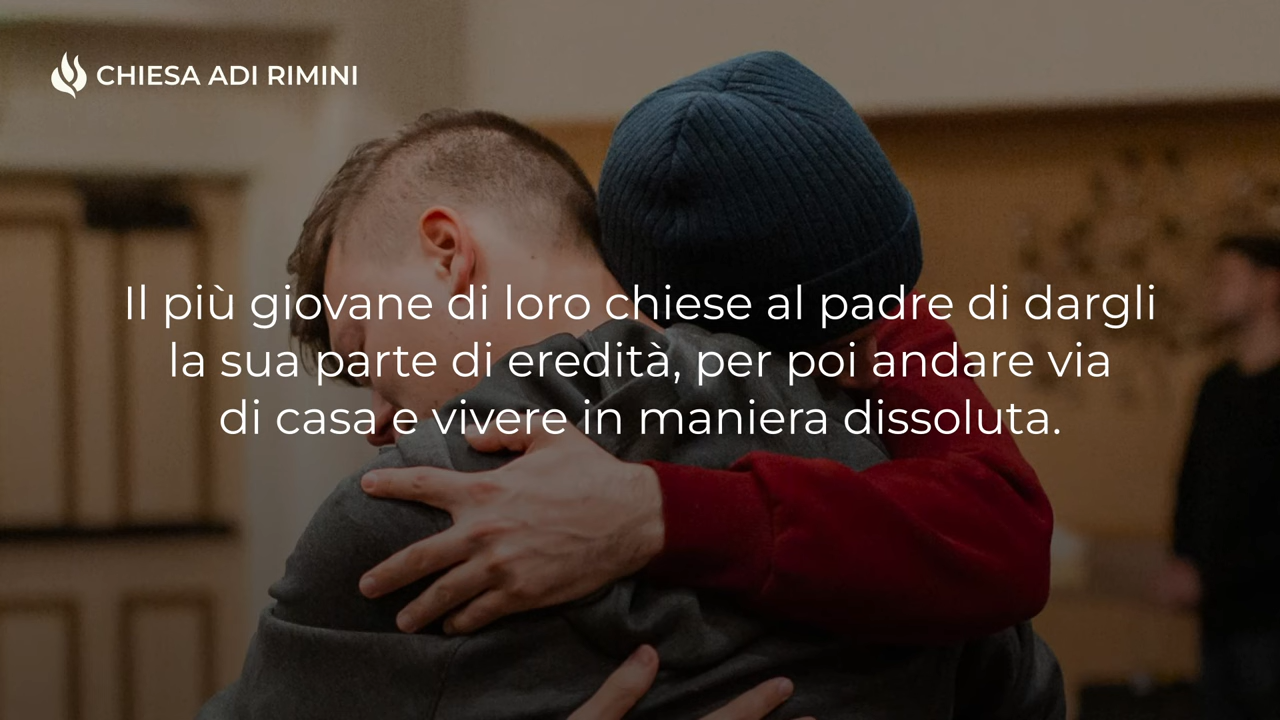 CHIESA ADI RIMINI
Il più giovane di loro chiese al padre di dargli
la sua parte di eredità, per poi andare via
di casa e vivere in maniera dissoluta.